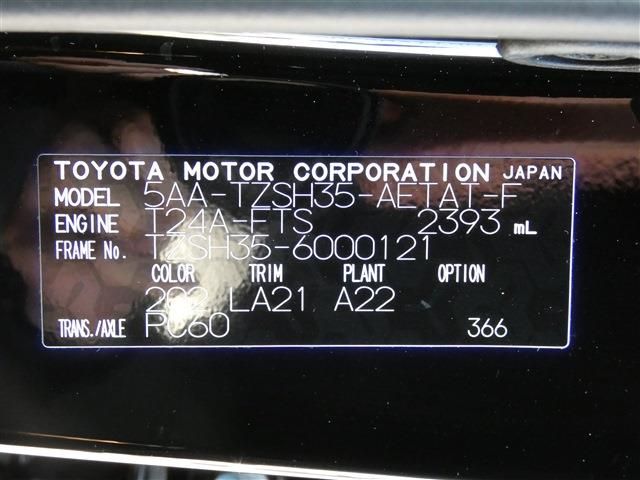 TOYOTA MOTOR CORPORATION JAPAN
MODEL 5AA-TZSH35-AETAT-F
ENGINE T24A-FTS 2393 mL
FRAME No. TZSH35-6000121
COLOR TRIM PLANT OPTION
202 LA21 A22
TRANS./AXLE PC60 366